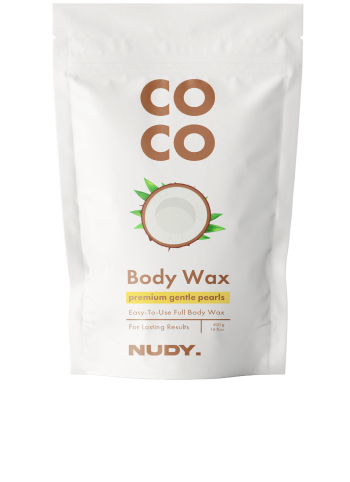 CO
CO
Body Wax
premium gentle pearls
Easy-To-Use Full Body Wax
For Lasting Results
NUDY.